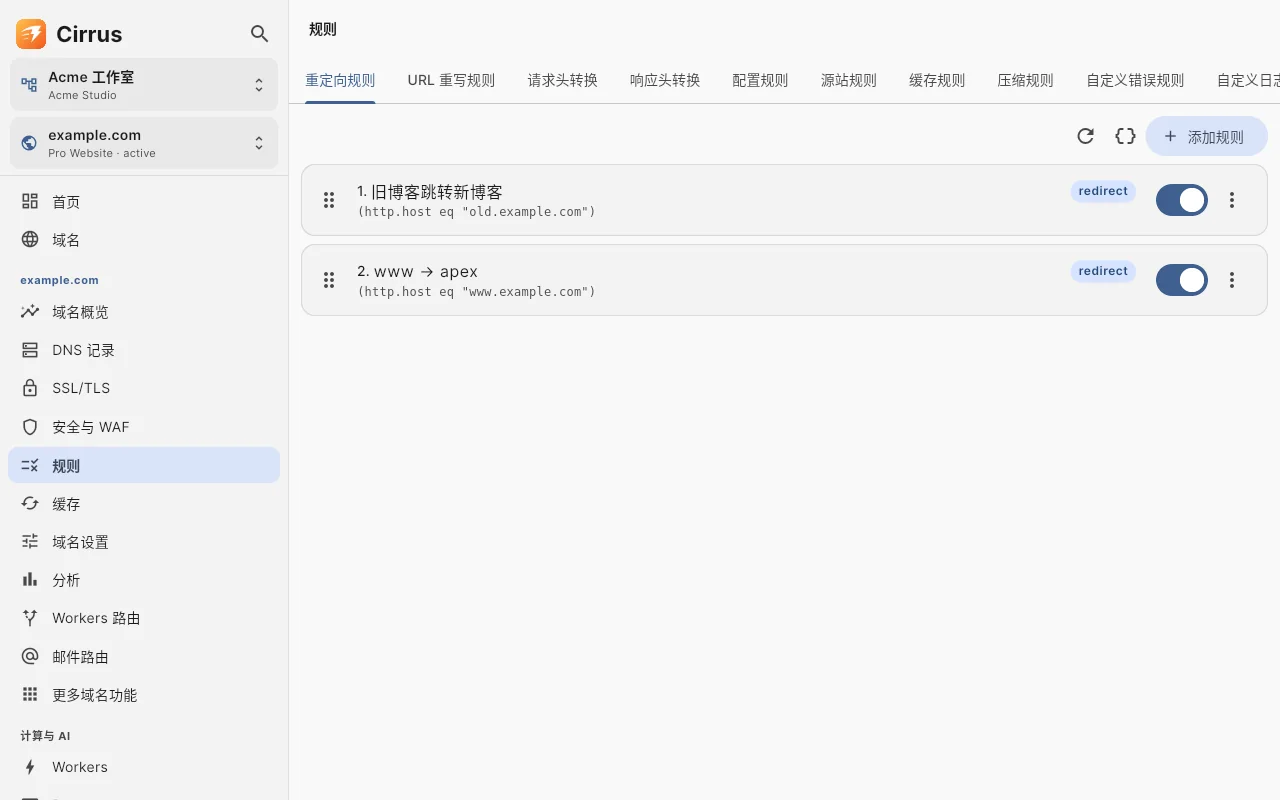 Cirrus
Acme 工作室
Acme Studio
example.com
Pro Website · active
首页
域名
example.com
域名概览
DNS 记录
SSL/TLS
安全与 WAF
规则
缓存
域名设置
分析
Workers 路由
邮件路由
更多域名功能
计算与 AI
Workers
规则
重定向规则 URL 重写规则 请求头转换 响应头转换 配置规则 源站规则 缓存规则 压缩规则 自定义错误规则 自定义日志
添加规则
1. 旧博客跳转新博客
(http.host eq "old.example.com")
redirect
2. www → apex
(http.host eq "www.example.com")
redirect